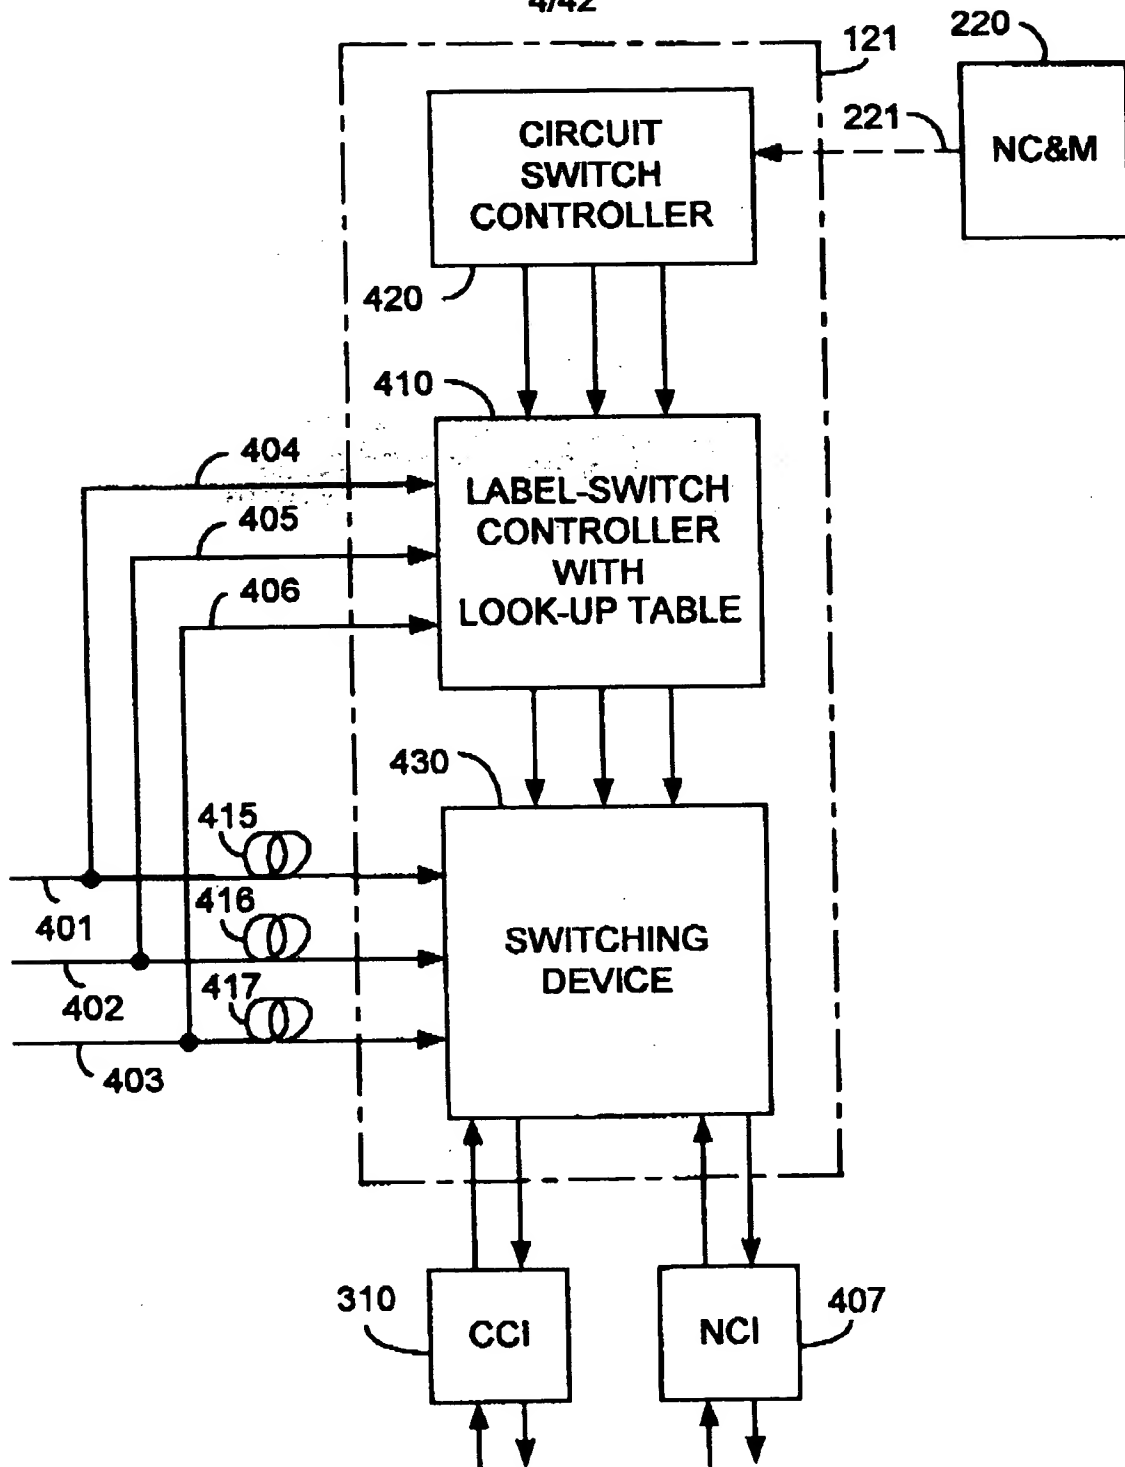 4/42
220
121
221
NC&M
CIRCUIT
SWITCH
CONTROLLER
420
410
404
LABEL-SWITCH
CONTROLLER
WITH
LOOK-UP TABLE
405
406
430
415
401
416
SWITCHING
DEVICE
402
417
403
310
CCI
NCI
407